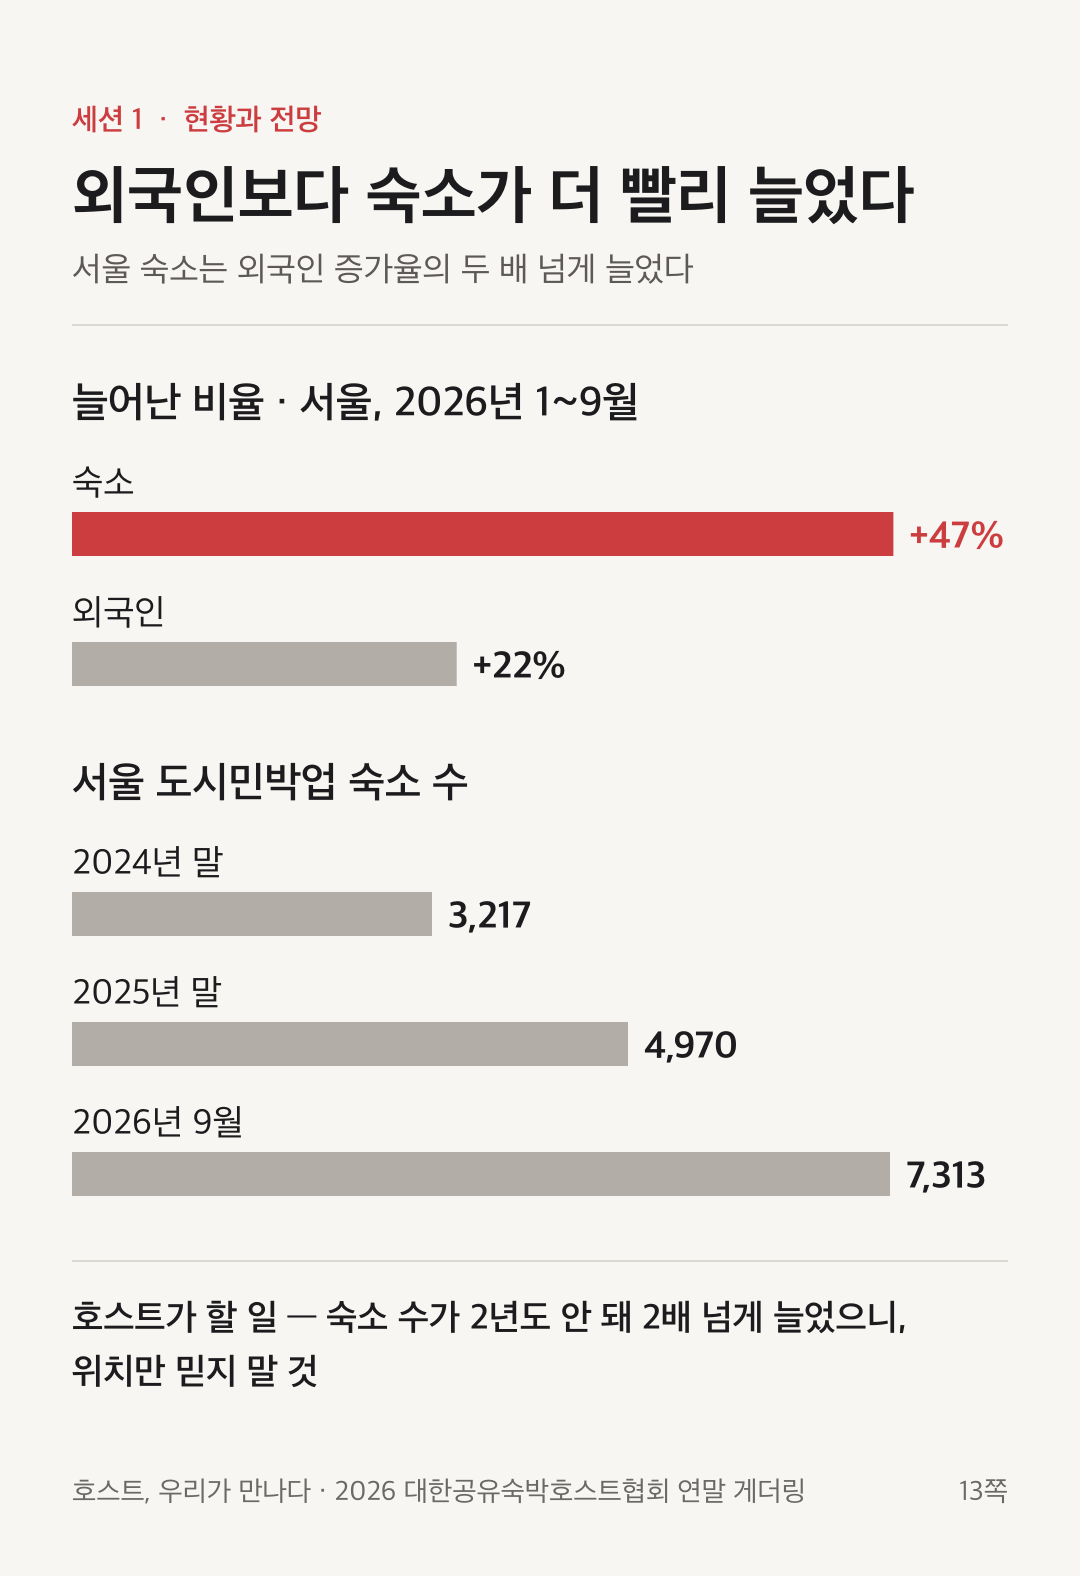 세션 1 · 현황과 전망
외국인보다 숙소가 더 빨리 늘었다
서울 숙소는 외국인 증가율의 두 배 넘게 늘었다
늘어난 비율 · 서울, 2026년 1~9월
숙소
+47%
외국인
+22%
서울 도시민박업 숙소 수
2024년 말
3,217
2025년 말
4,970
2026년 9월
7,313
호스트가 할 일 — 숙소 수가 2년도 안 돼 2배 넘게 늘었으니,
위치만 믿지 말 것
호스트, 우리가 만나다 · 2026 대한공유숙박호스트협회 연말 게더링
13쪽